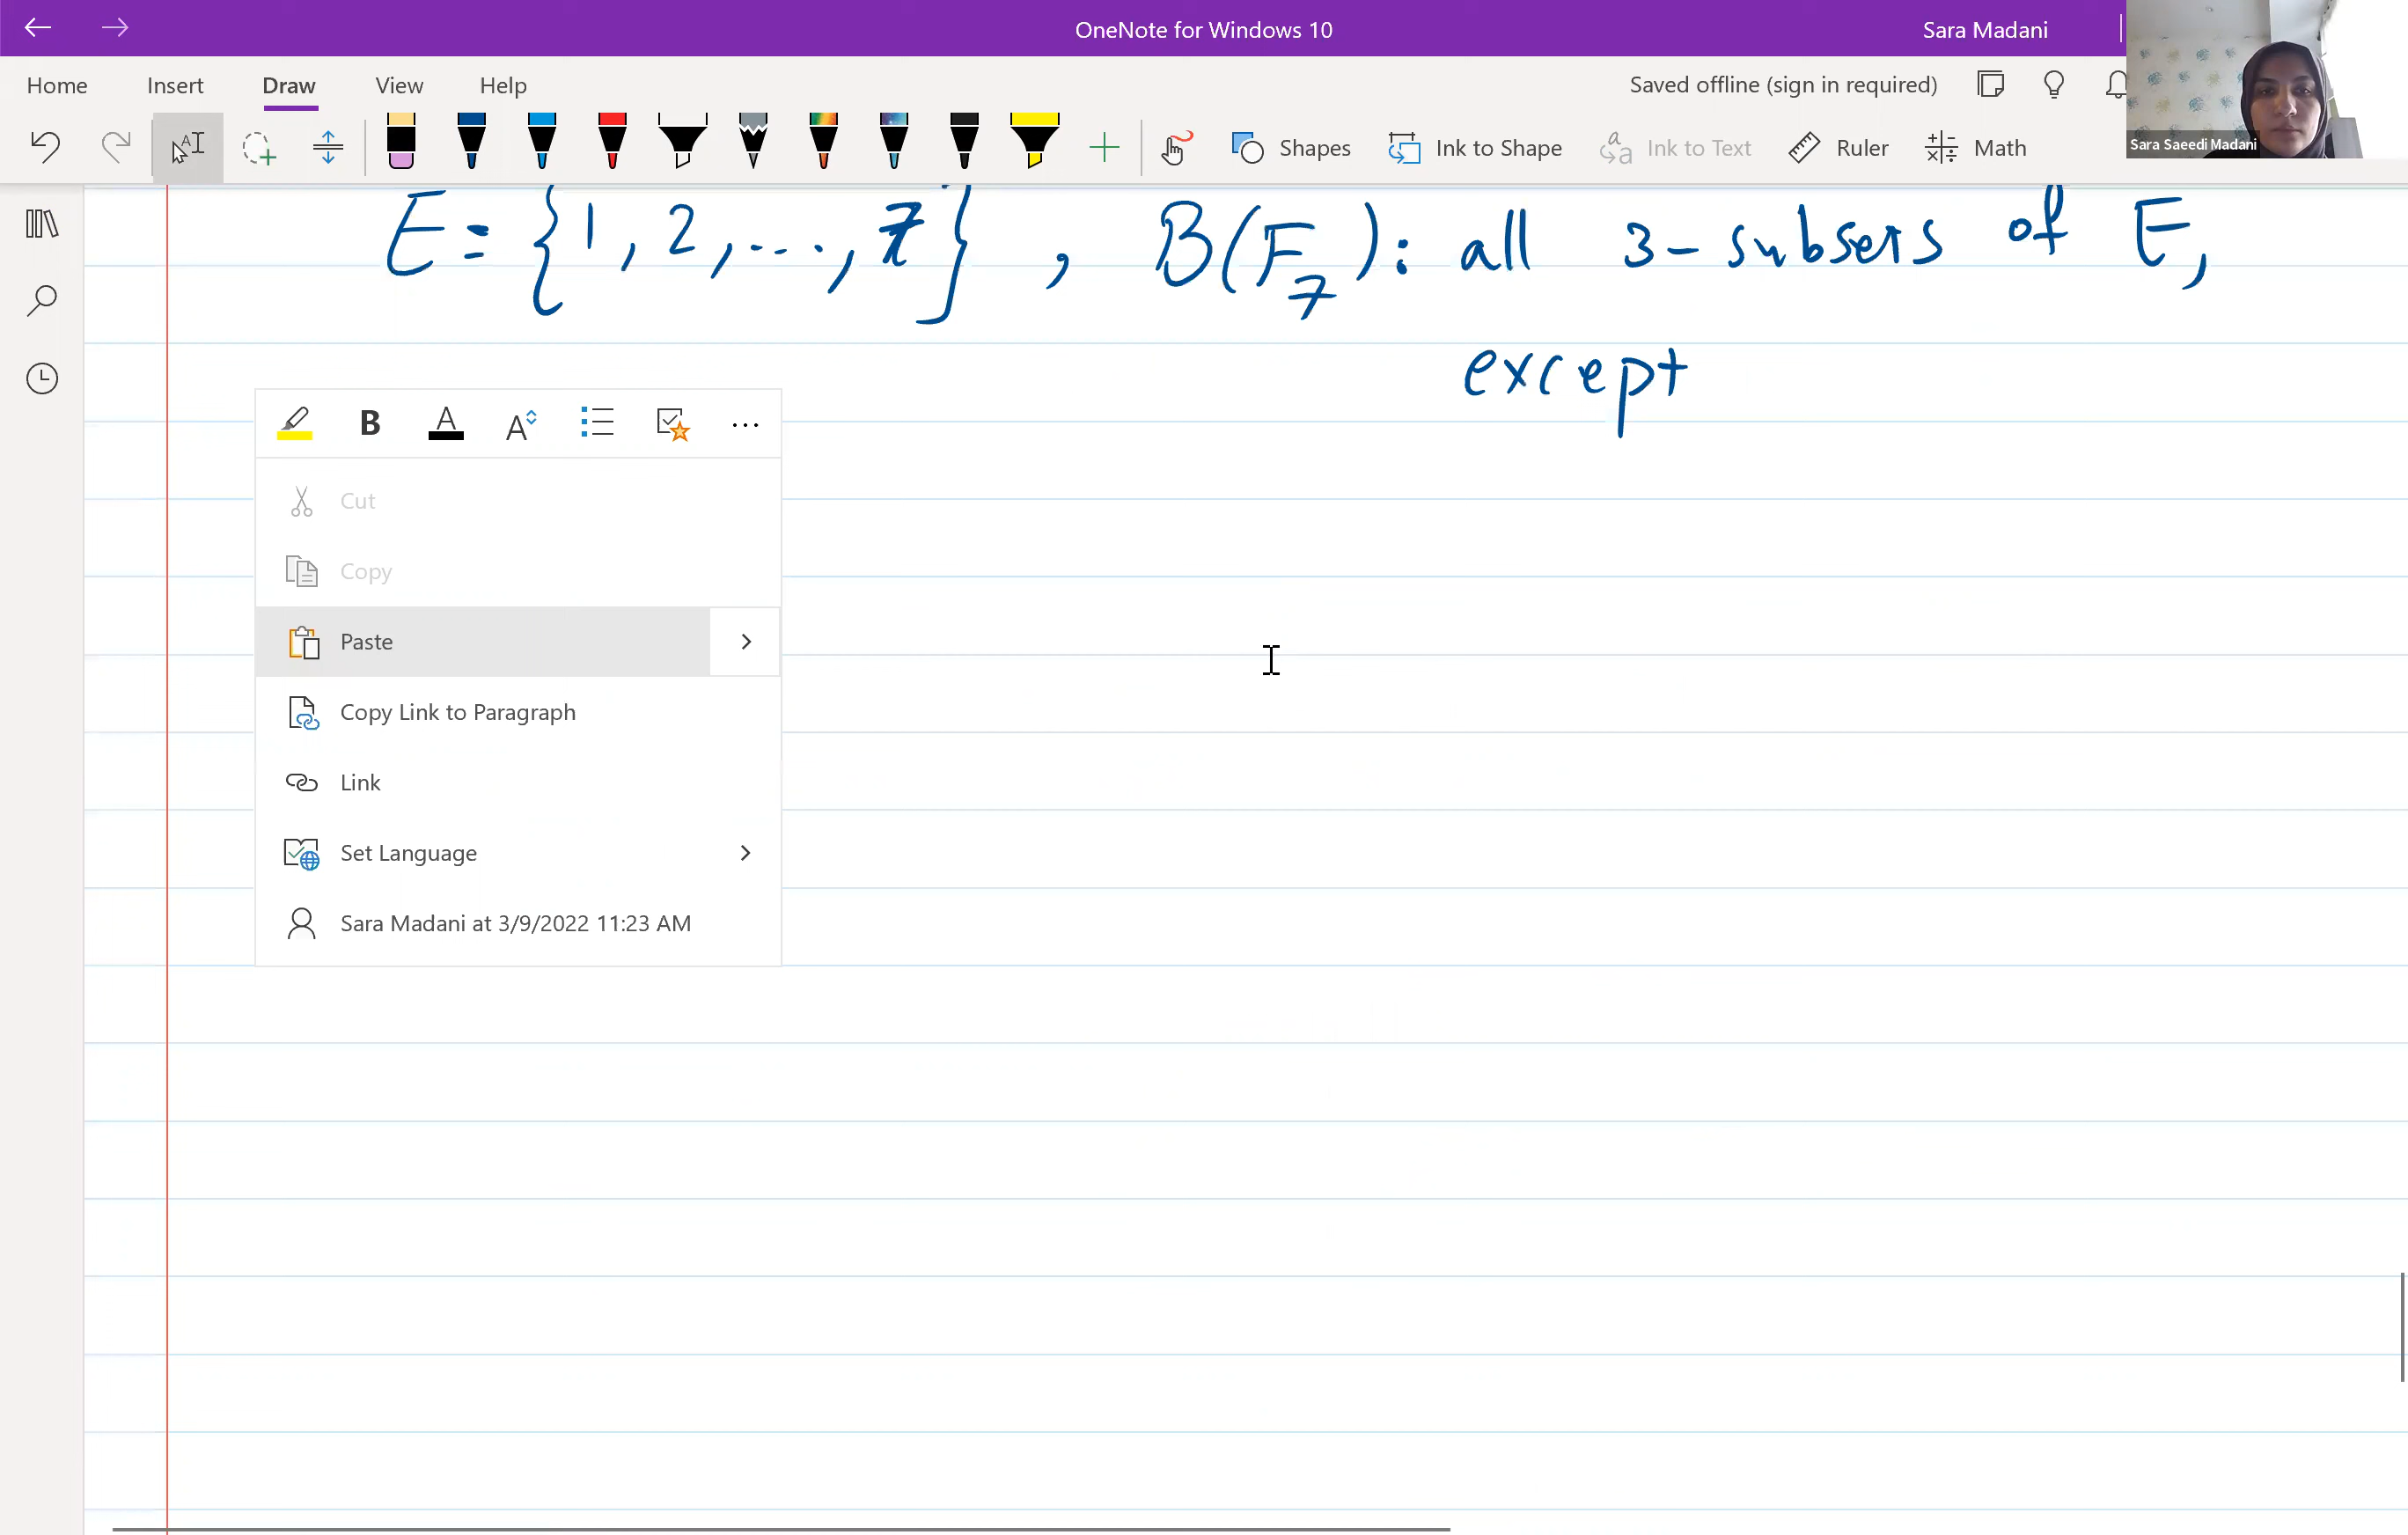 OneNote for Windows 10
Sara Madani
Home Insert Draw View Help
Saved offline (sign in required)
Shapes Ink to Shape Ink to Text Ruler Math
Sara Saeedi Madani
E = {1, 2, ..., 7}, B(F₇): all 3-subsets of E,
except
B A A ...
Cut
Copy
Paste
Copy Link to Paragraph
Link
Set Language
Sara Madani at 3/9/2022 11:23 AM